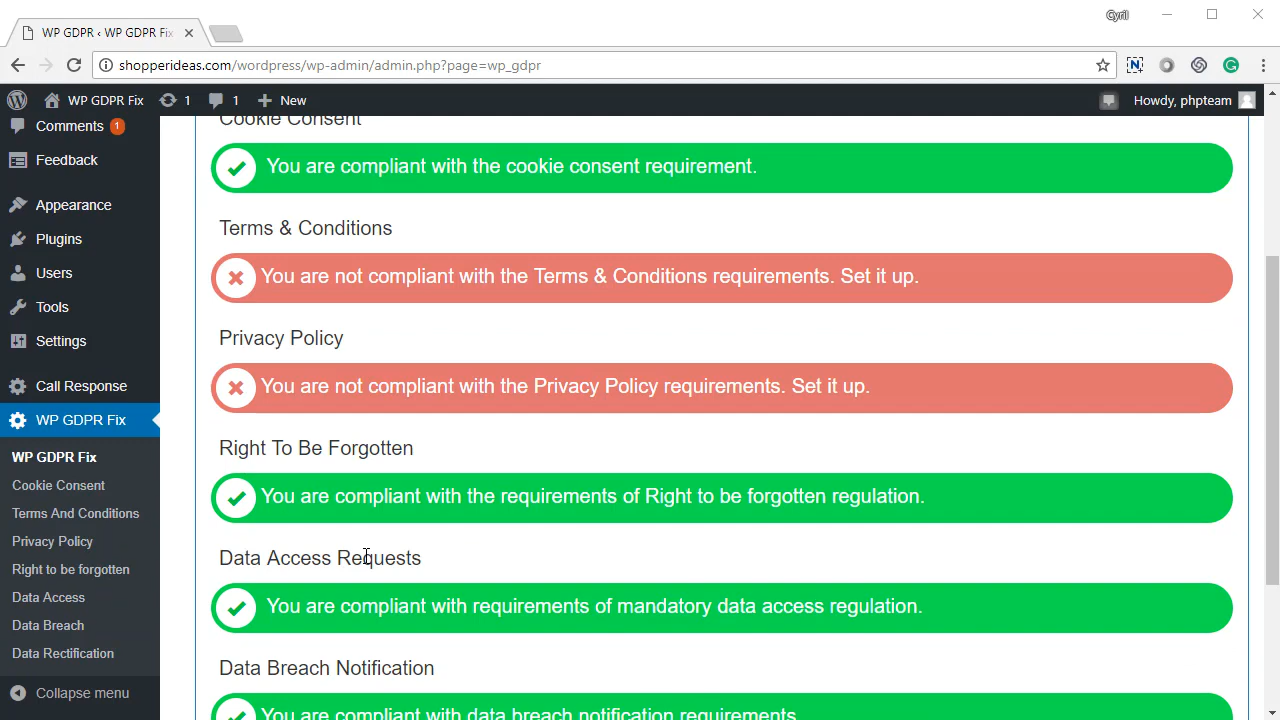 Cyril
WP GDPR ‹ WP GDPR Fix
shopperideas.com/wordpress/wp-admin/admin.php?page=wp_gdpr
WP GDPR Fix
1
1
New
Howdy, phpteam
Comments 1
Feedback
Appearance
Plugins
Users
Tools
Settings
Call Response
WP GDPR Fix
WP GDPR Fix
Cookie Consent
Terms And Conditions
Privacy Policy
Right to be forgotten
Data Access
Data Breach
Data Rectification
Collapse menu
Cookie Consent
You are compliant with the cookie consent requirement.
Terms & Conditions
You are not compliant with the Terms & Conditions requirements. Set it up.
Privacy Policy
You are not compliant with the Privacy Policy requirements. Set it up.
Right To Be Forgotten
You are compliant with the requirements of Right to be forgotten regulation.
Data Access Requests
You are compliant with requirements of mandatory data access regulation.
Data Breach Notification
You are compliant with data breach notification requirements